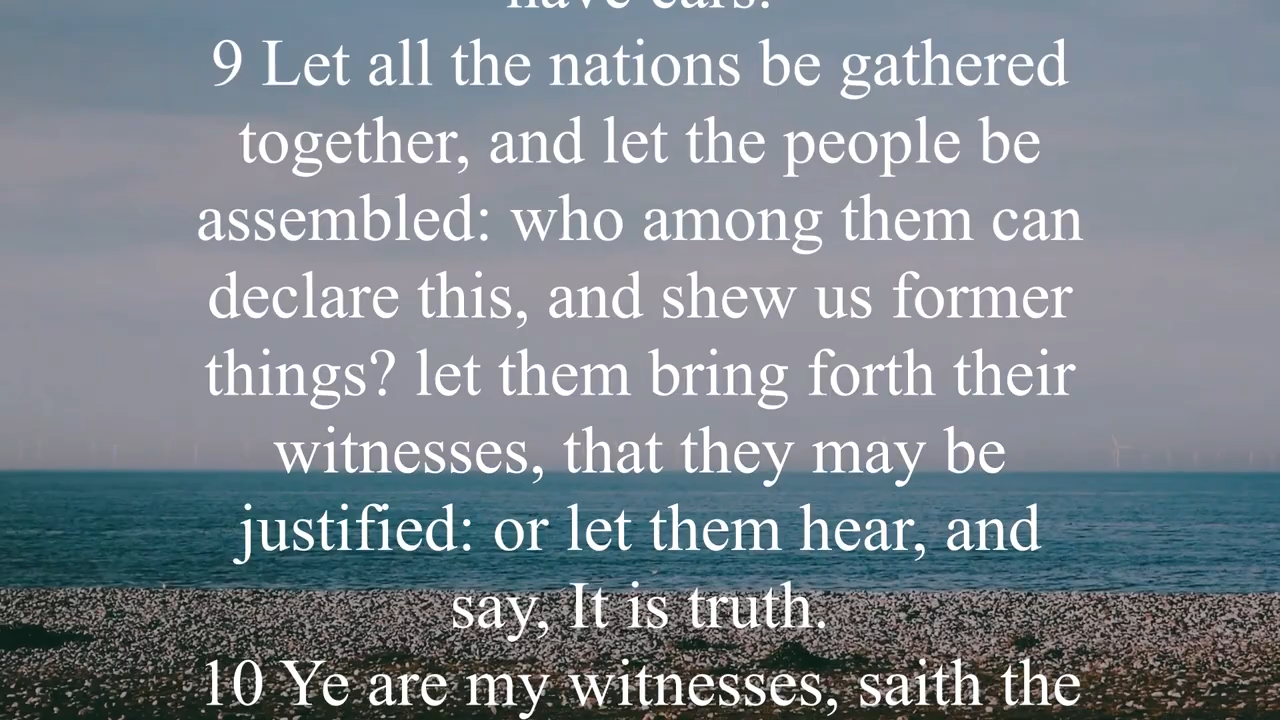 have ears.
9 Let all the nations be gathered
together, and let the people be
assembled: who among them can
declare this, and shew us former
things? let them bring forth their
witnesses, that they may be
justified: or let them hear, and
say, It is truth.
10 Ye are my witnesses, saith the